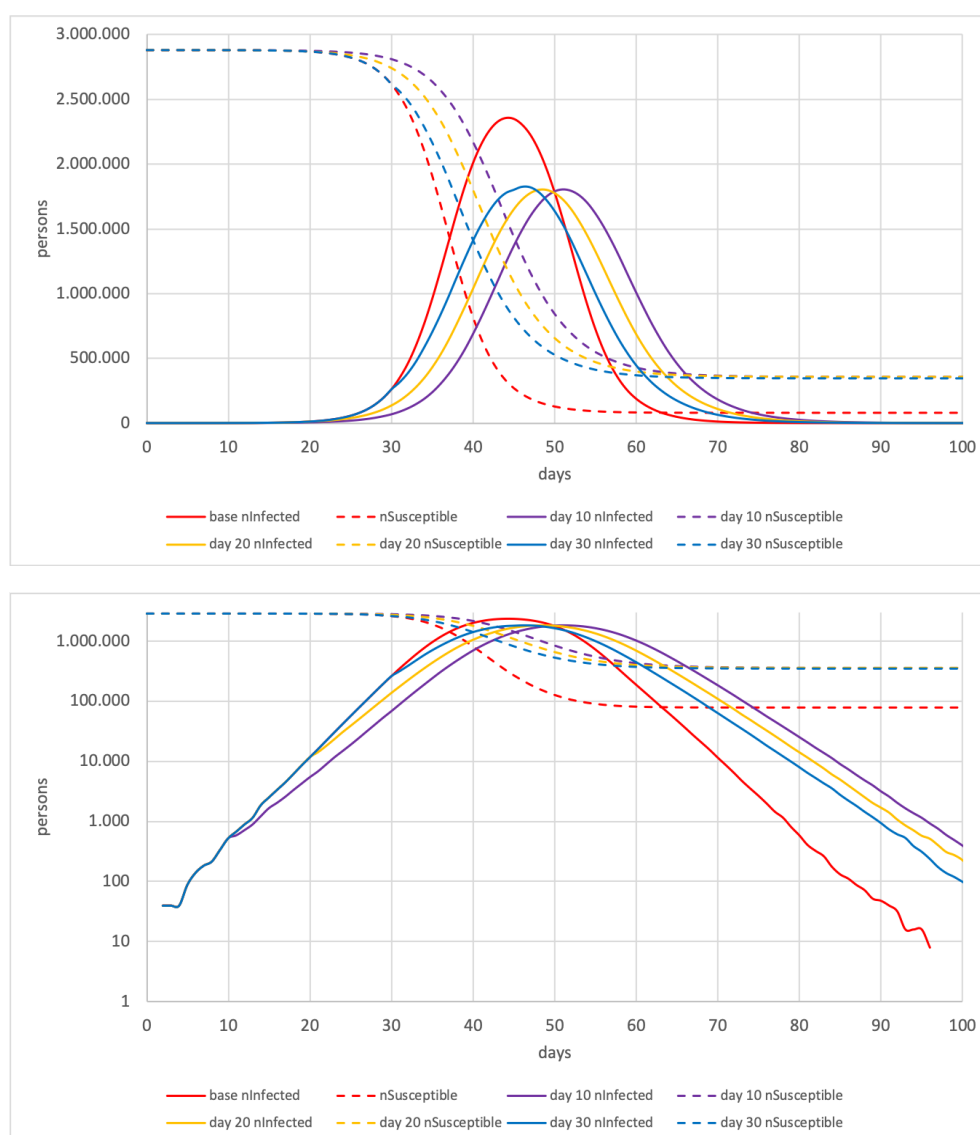 3.000.000
2.500.000
2.000.000
persons
1.500.000
1.000.000
500.000
0
0 10 20 30 40 50 60 70 80 90 100
days
base nInfected nSusceptible day 10 nInfected day 10 nSusceptible
day 20 nInfected day 20 nSusceptible day 30 nInfected day 30 nSusceptible
1.000.000
100.000
10.000
persons
1.000
100
10
1
0 10 20 30 40 50 60 70 80 90 100
days
base nInfected nSusceptible day 10 nInfected day 10 nSusceptible
day 20 nInfected day 20 nSusceptible day 30 nInfected day 30 nSusceptible